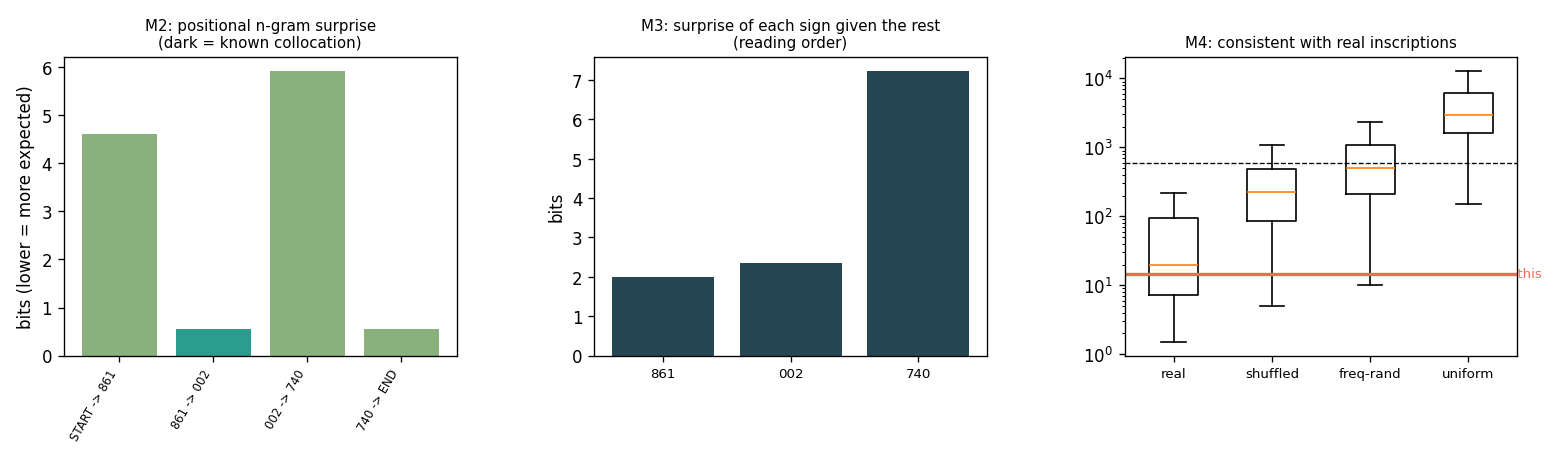 M2: positional n-gram surprise
(dark = known collocation)
bits (lower = more expected)
6
5
4
3
2
1
0
START -> 861
861 -> 002
002 -> 740
740 -> END
M3: surprise of each sign given the rest
(reading order)
bits
7
6
5
4
3
2
1
0
861
002
740
M4: consistent with real inscriptions
10⁴
10³
10²
10¹
10⁰
this
real
shuffled
freq-rand
uniform